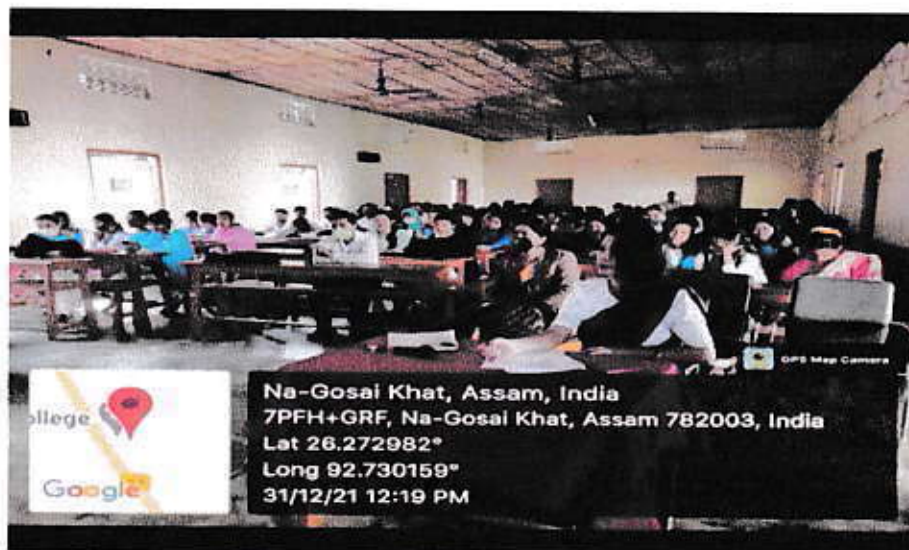 GPS Map Camera
ollege
Google
Na-Gosai Khat, Assam, India
7PFH+GRF, Na-Gosai Khat, Assam 782003, India
Lat 26.272982°
Long 92.730159°
31/12/21 12:19 PM